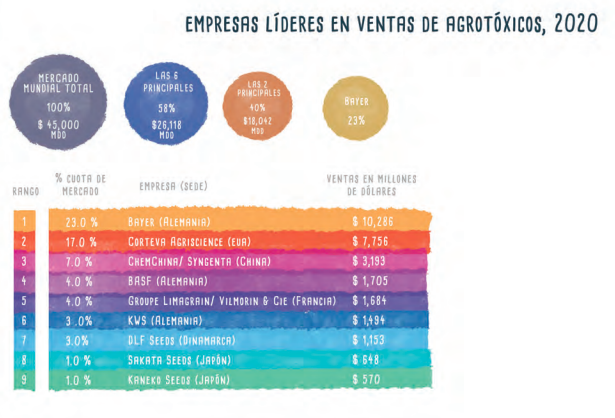 EMPRESAS LÍDERES EN VENTAS DE AGROTÓXICOS, 2020
MERCADO
MUNDIAL TOTAL
100%
$ 45,000
MDD
LAS 6
PRINCIPALES
58%
$26,118
MDD
LAS 2
PRINCIPALES
40%
$18,042
MDD
BAYER
23%
RANGO
% CUOTA DE
MERCADO
EMPRESA (SEDE)
VENTAS EN MILLONES
DE DÓLARES
1 23.0 % BAYER (ALEMANIA) $ 10,286
2 17.0 % CORTEVA AGRISCIENCE (EUA) $ 7,756
3 7.0 % CHEMCHINA/ SYNGENTA (CHINA) $ 3,193
4 4.0 % BASF (ALEMANIA) $ 1,705
5 4.0 % GROUPE LIMAGRAIN/ VILMORIN & CIE (FRANCIA) $ 1,684
6 3 .0% KWS (ALEMANIA) $ 1,494
7 3.0% DLF SEEDS (DINAMARCA) $ 1,153
8 1.0 % SAKATA SEEDS (JAPÓN) $ 648
9 1.0 % KANEKO SEEDS (JAPÓN) $ 570